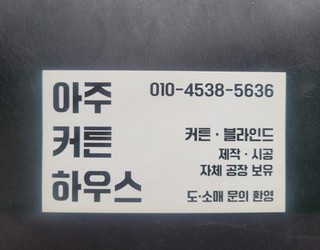 아주
커튼
하우스
010-4538-5636
커튼·블라인드
제작·시공
자체 공장 보유
도·소매 문의 환영